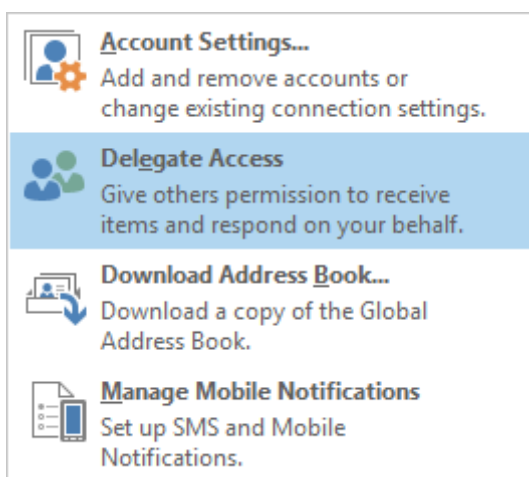 Account Settings...
Add and remove accounts or
change existing connection settings.
Delegate Access
Give others permission to receive
items and respond on your behalf.
Download Address Book...
Download a copy of the Global
Address Book.
Manage Mobile Notifications
Set up SMS and Mobile
Notifications.